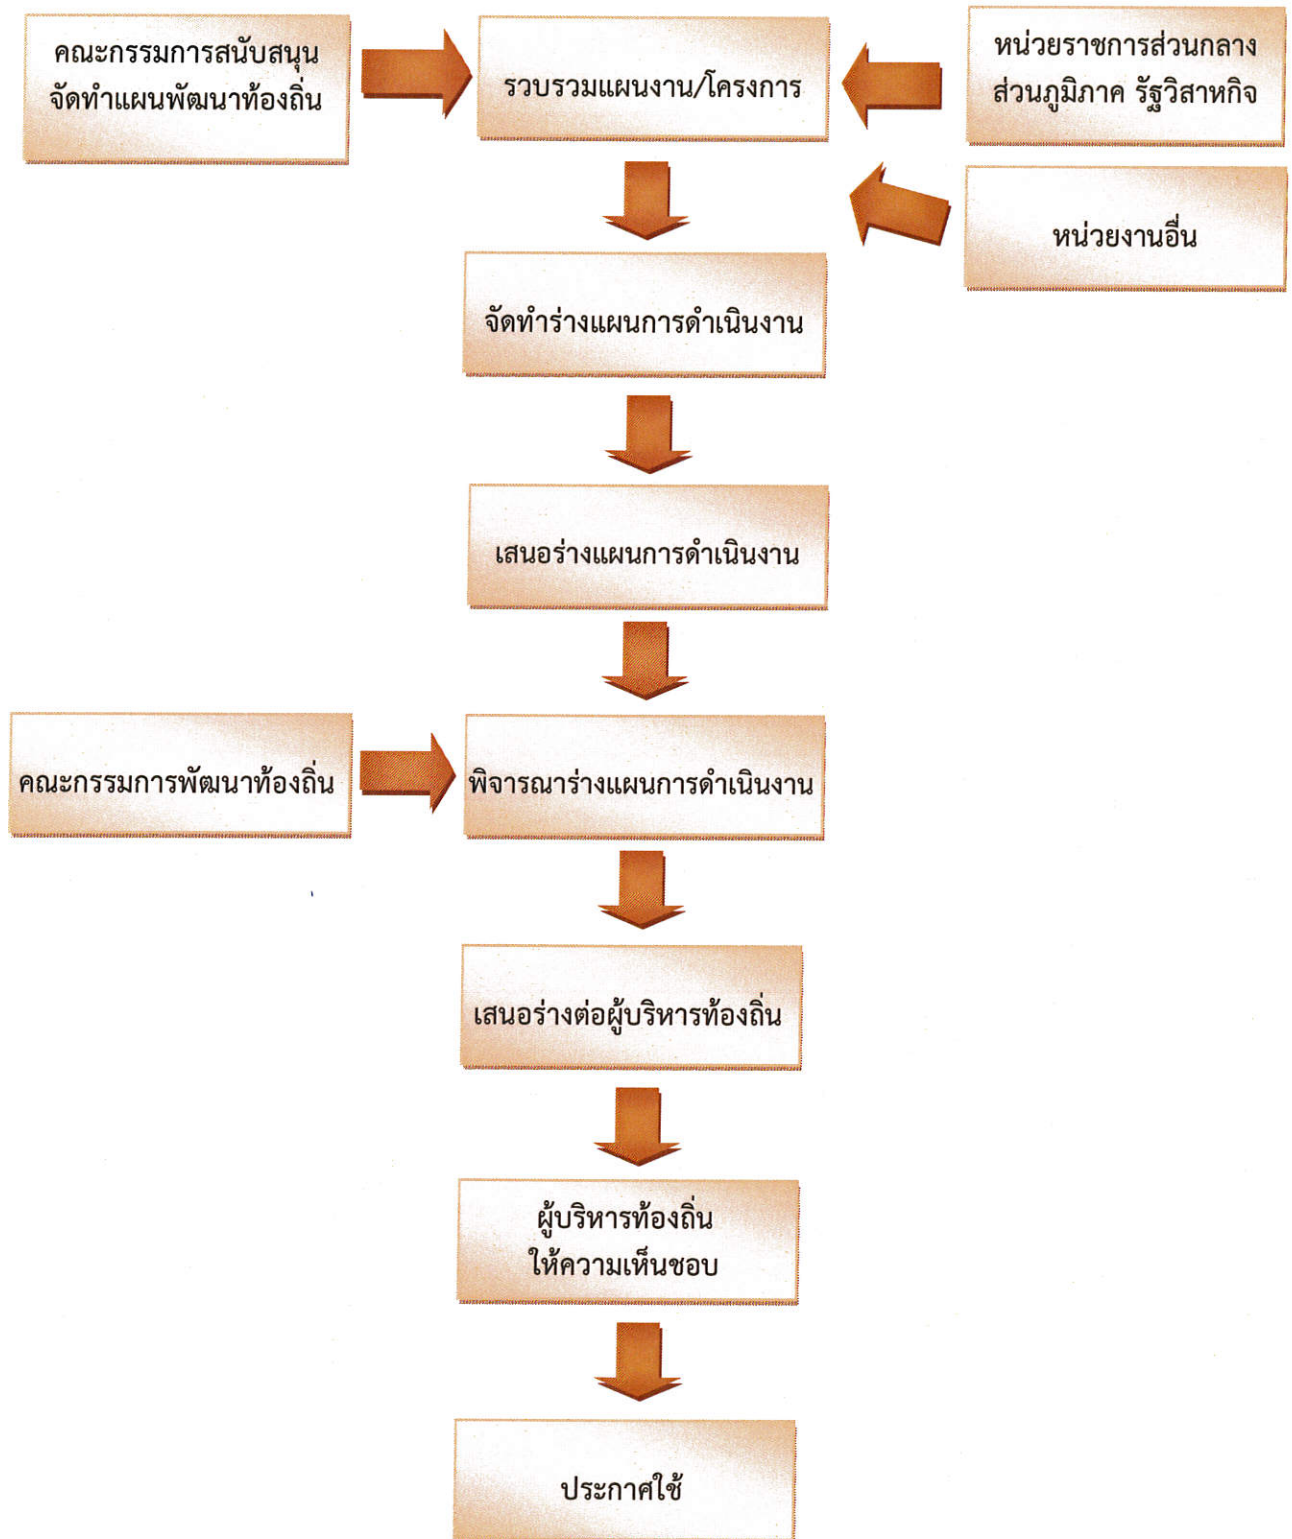 คณะกรรมการสนับสนุน
จัดทำแผนพัฒนาท้องถิ่น
รวบรวมแผนงาน/โครงการ
หน่วยราชการส่วนกลาง
ส่วนภูมิภาค รัฐวิสาหกิจ
หน่วยงานอื่น
จัดทำร่างแผนการดำเนินงาน
เสนอร่างแผนการดำเนินงาน
คณะกรรมการพัฒนาท้องถิ่น
พิจารณาร่างแผนการดำเนินงาน
เสนอร่างต่อผู้บริหารท้องถิ่น
ผู้บริหารท้องถิ่น
ให้ความเห็นชอบ
ประกาศใช้